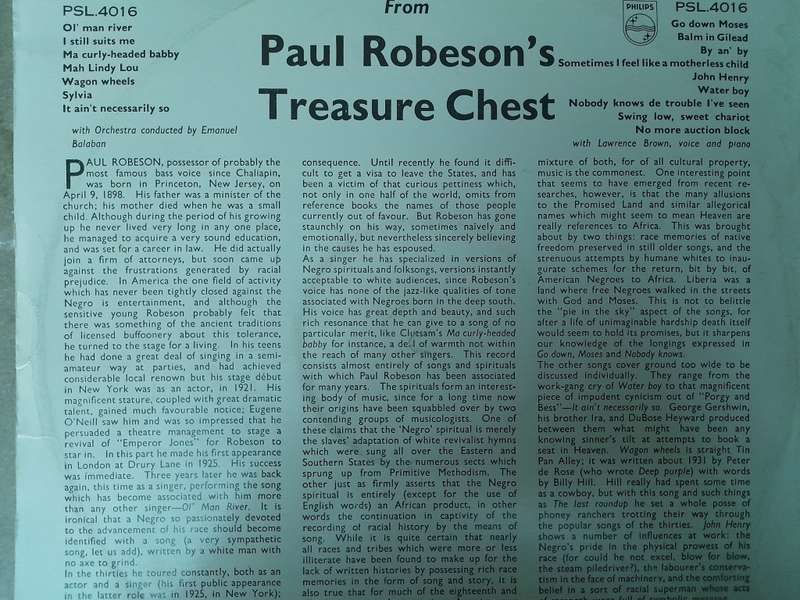 From
PSL.4016
Ol' man river
I still suits me
Ma curly-headed babby
Mah Lindy Lou
Wagon wheels
Sylvia
It ain't necessarily so
with Orchestra conducted by Emanuel
Balaban
Paul Robeson's
Treasure Chest
PHILIPS
PSL.4016
Go down Moses
Balm in Gilead
By an' by
Sometimes I feel like a motherless child
John Henry
Water boy
Nobody knows de trouble I've seen
Swing low, sweet chariot
No more auction block
with Lawrence Brown, voice and piano
PAUL ROBESON, possessor of probably the
most famous bass voice since Chaliapin,
was born in Princeton, New Jersey, on
April 9, 1898. His father was a minister of the
church; his mother died when he was a small
child. Although during the period of his growing
up he never lived very long in any one place,
he managed to acquire a very sound education,
and was set for a career in law. He did actually
join a firm of attorneys, but soon came up
against the frustrations generated by racial
prejudice. In America the one field of activity
which has never been tightly closed against the
Negro is entertainment, and although the
sensitive young Robeson probably felt that
there was something of the ancient traditions
of licensed buffoonery about this tolerance,
he turned to the stage for a living. In his teens
he had done a great deal of singing in a semi-
amateur way at parties, and had achieved
considerable local renown but his stage début
in New York was as an actor, in 1921. His
magnificent stature, coupled with great dramatic
talent, gained much favourable notice; Eugene
O'Neill saw him and was so impressed that he
persuaded a theatre management to stage a
revival of "Emperor Jones" for Robeson to
star in. In this part he made his first appearance
in London at Drury Lane in 1925. His success
was immediate. Three years later he was back
again, this time as a singer, performing the song
which has become associated with him more
than any other singer—Ol' Man River. It is
ironical that a Negro so passionately devoted
to the advancement of his race should become
identified with a song (a very sympathetic
song, let us add), written by a white man with
no axe to grind.
In the thirties he toured constantly, both as an
actor and a singer (his first public appearance
in the latter role was in 1925, in New York);
consequence. Until recently he found it diffi-
cult to get a visa to leave the States, and has
been a victim of that curious pettiness which,
not only in one half of the world, omits from
reference books the names of those people
currently out of favour. But Robeson has gone
staunchly on his way, sometimes naively and
emotionally, but nevertheless sincerely believing
in the causes he has espoused.
As a singer he has specialized in versions of
Negro spirituals and folksongs, versions instantly
acceptable to white audiences, since Robeson's
voice has none of the jazz-like qualities of tone
associated with Negroes born in the deep south.
His voice has great depth and beauty, and such
rich resonance that he can give to a song of no
particular merit, like Clutsam's Ma curly-headed
babby for instance, a deal of warmth not within
the reach of many other singers. This record
consists almost entirely of songs and spirituals
with which Paul Robeson has been associated
for many years. The spirituals form an interest-
ing body of music, since for a long time now
their origins have been squabbled over by two
contending groups of musicologists. One of
these claims that the 'Negro' spiritual is merely
the slaves' adaptation of white revivalist hymns
which were sung all over the Eastern and
Southern States by the numerous sects which
sprung up from Primitive Methodism. The
other just as firmly asserts that the Negro
spiritual is entirely (except for the use of
English words) an African product, in other
words the continuation in captivity of the
recording of racial history by the means of
song. While it is quite certain that nearly
all races and tribes which were more or less
illiterate have been found to make up for the
lack of written histories by possessing rich race
memories in the form of song and story, it is
also true that for much of the eighteenth and
mixture of both, for of all cultural property,
music is the commonest. One interesting point
that seems to have emerged from recent re-
searches, however, is that the many allusions
to the Promised Land and similar allegorical
names which might seem to mean Heaven are
really references to Africa. This was brought
about by two things: race memories of native
freedom preserved in still older songs, and the
strenuous attempts by humane whites to inau-
gurate schemes for the return, bit by bit, of
American Negroes to Africa. Liberia was a
land where free Negroes walked in the streets
with God and Moses. This is not to belittle
the "pie in the sky" aspect of the songs, for
after a life of unimaginable hardship death itself
would seem to hold its promises, but it sharpens
our knowledge of the longings expressed in
Go down, Moses and Nobody knows.
The other songs cover ground too wide to be
discussed individually. They range from the
work-gang cry of Water boy to that magnificent
piece of impudent cynicism out of "Porgy and
Bess"—It ain't necessarily so. George Gershwin,
his brother Ira, and DuBose Heyward produced
between them what might have been any
knowing sinner's tilt at attempts to book a
seat in Heaven. Wagon wheels is straight Tin
Pan Alley; it was written about 1931 by Peter
de Rose (who wrote Deep purple) with words
by Billy Hill. Hill really had spent some time
as a cowboy, but with this song and such things
as The last roundup he set a whole posse of
phoney ranchers trotting their way through
the popular songs of the thirties. John Henry
shows a number of influences at work: the
Negro's pride in the physical prowess of his
race (for could he not excel, blow for blow,
the steam piledriver?), the labourer's conserva-
tism in the face of machinery, and the comforting
belief in a sort of racial superman whose acts